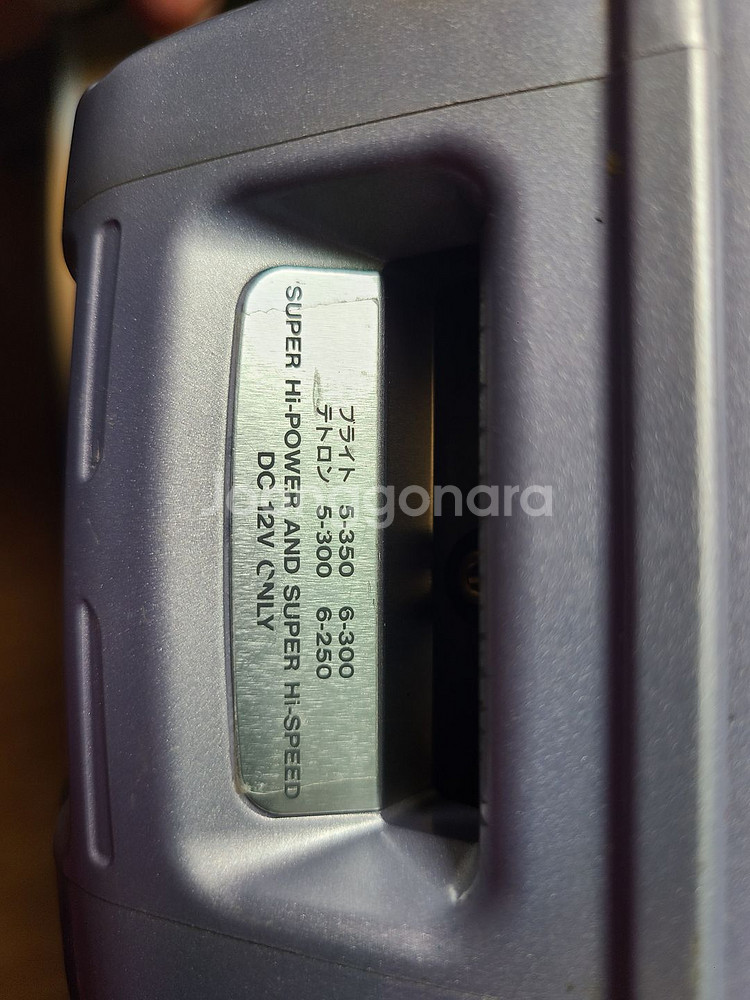 ブライト 5-350 6-300
テトロン 5-300 6-250
SUPER Hi-POWER AND SUPER Hi-SPEED
DC 12V ONLY
joongagonara